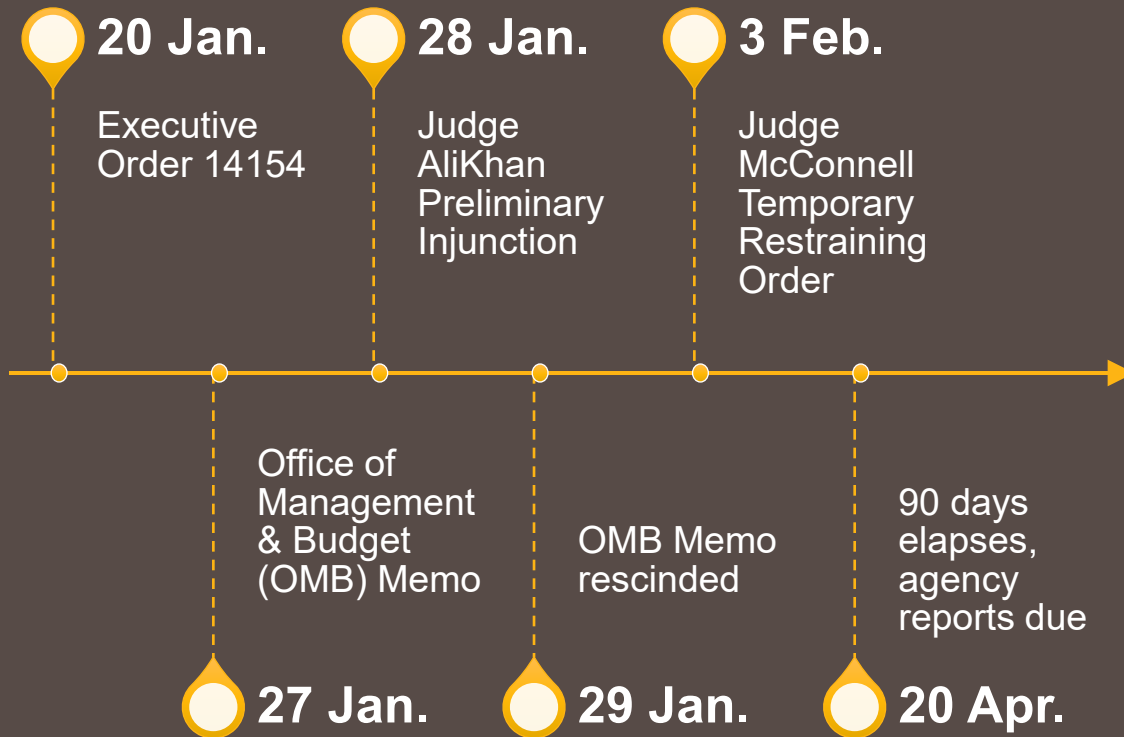 20 Jan.
Executive
Order 14154
28 Jan.
Judge
AliKhan
Preliminary
Injunction
3 Feb.
Judge
McConnell
Temporary
Restraining
Order
Office of
Management
& Budget
(OMB) Memo
27 Jan.
OMB Memo
rescinded
29 Jan.
90 days
elapses,
agency
reports due
20 Apr.